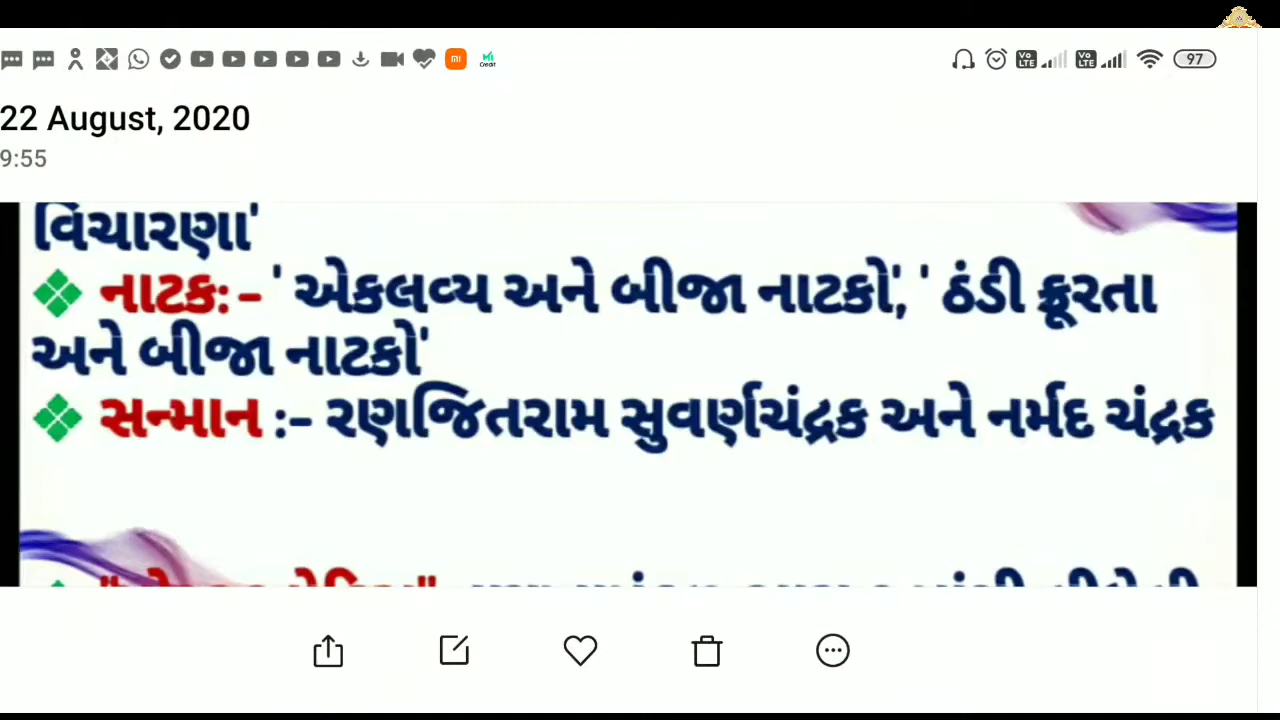 97
22 August, 2020
9:55
વિચારણા'
નાટક:- ' એકલવ્ય અને બીજા નાટકો', ' ઠંડી ક્રૂરતા
અને બીજા નાટકો'
સન્માન :- રણજિતરામ સુવર્ણચંદ્રક અને નર્મદ ચંદ્રક